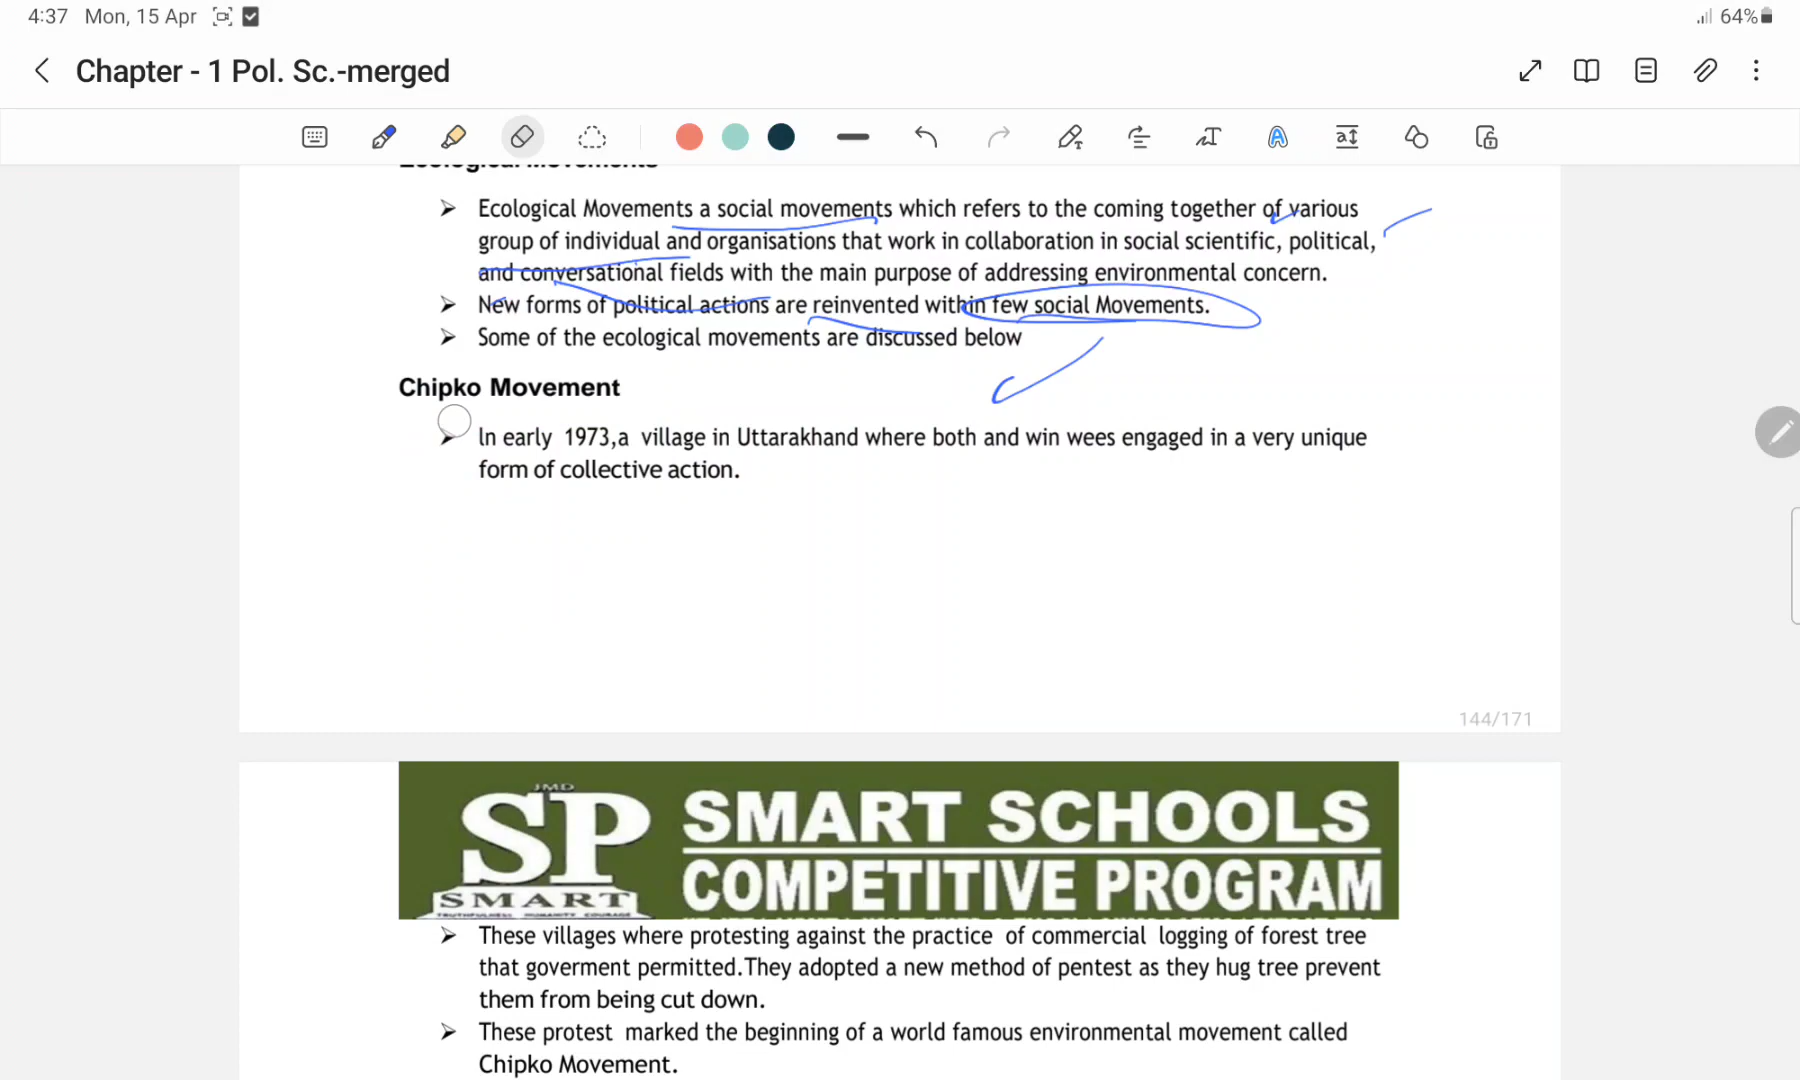 4:37 Mon, 15 Apr
64%
Chapter - 1 Pol. Sc.-merged
Ecological Movements
Ecological Movements a social movements which refers to the coming together of various
group of individual and organisations that work in collaboration in social scientific, political,
and conversational fields with the main purpose of addressing environmental concern.
New forms of political actions are reinvented within few social Movements.
Some of the ecological movements are discussed below
Chipko Movement
In early 1973,a village in Uttarakhand where both and win wees engaged in a very unique
form of collective action.
144/171
JMD
SP
SMART
TRUTHFULNESS HUMANITY COURAGE
SMART SCHOOLS
COMPETITIVE PROGRAM
These villages where protesting against the practice of commercial logging of forest tree
that goverment permitted.They adopted a new method of pentest as they hug tree prevent
them from being cut down.
These protest marked the beginning of a world famous environmental movement called
Chipko Movement.